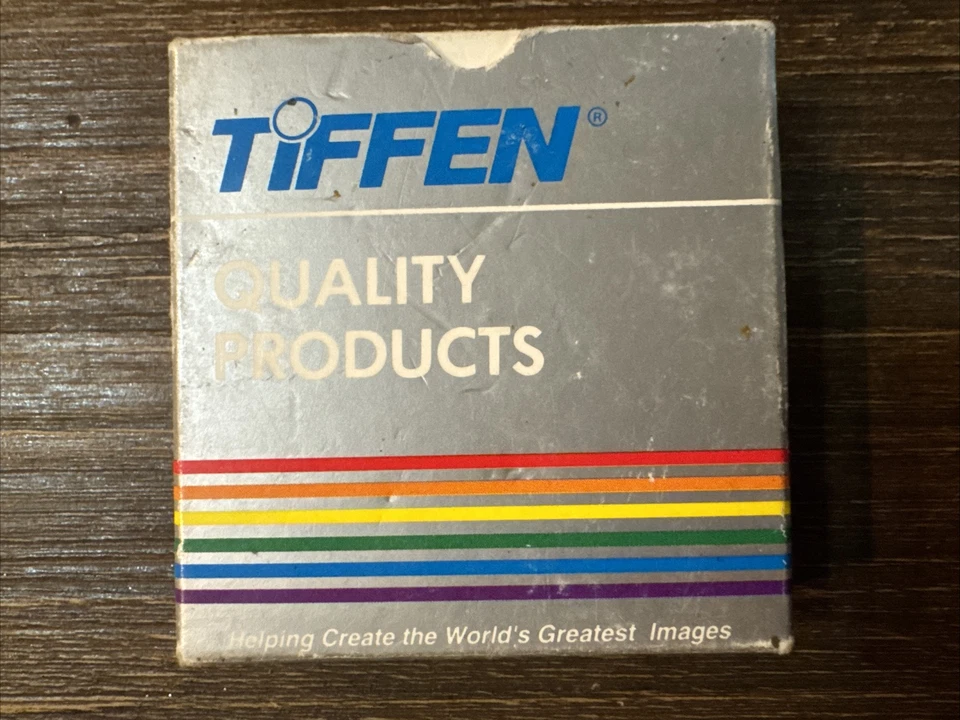 TiFFEN®
QUALITY
PRODUCTS
Helping Create the World's Greatest Images